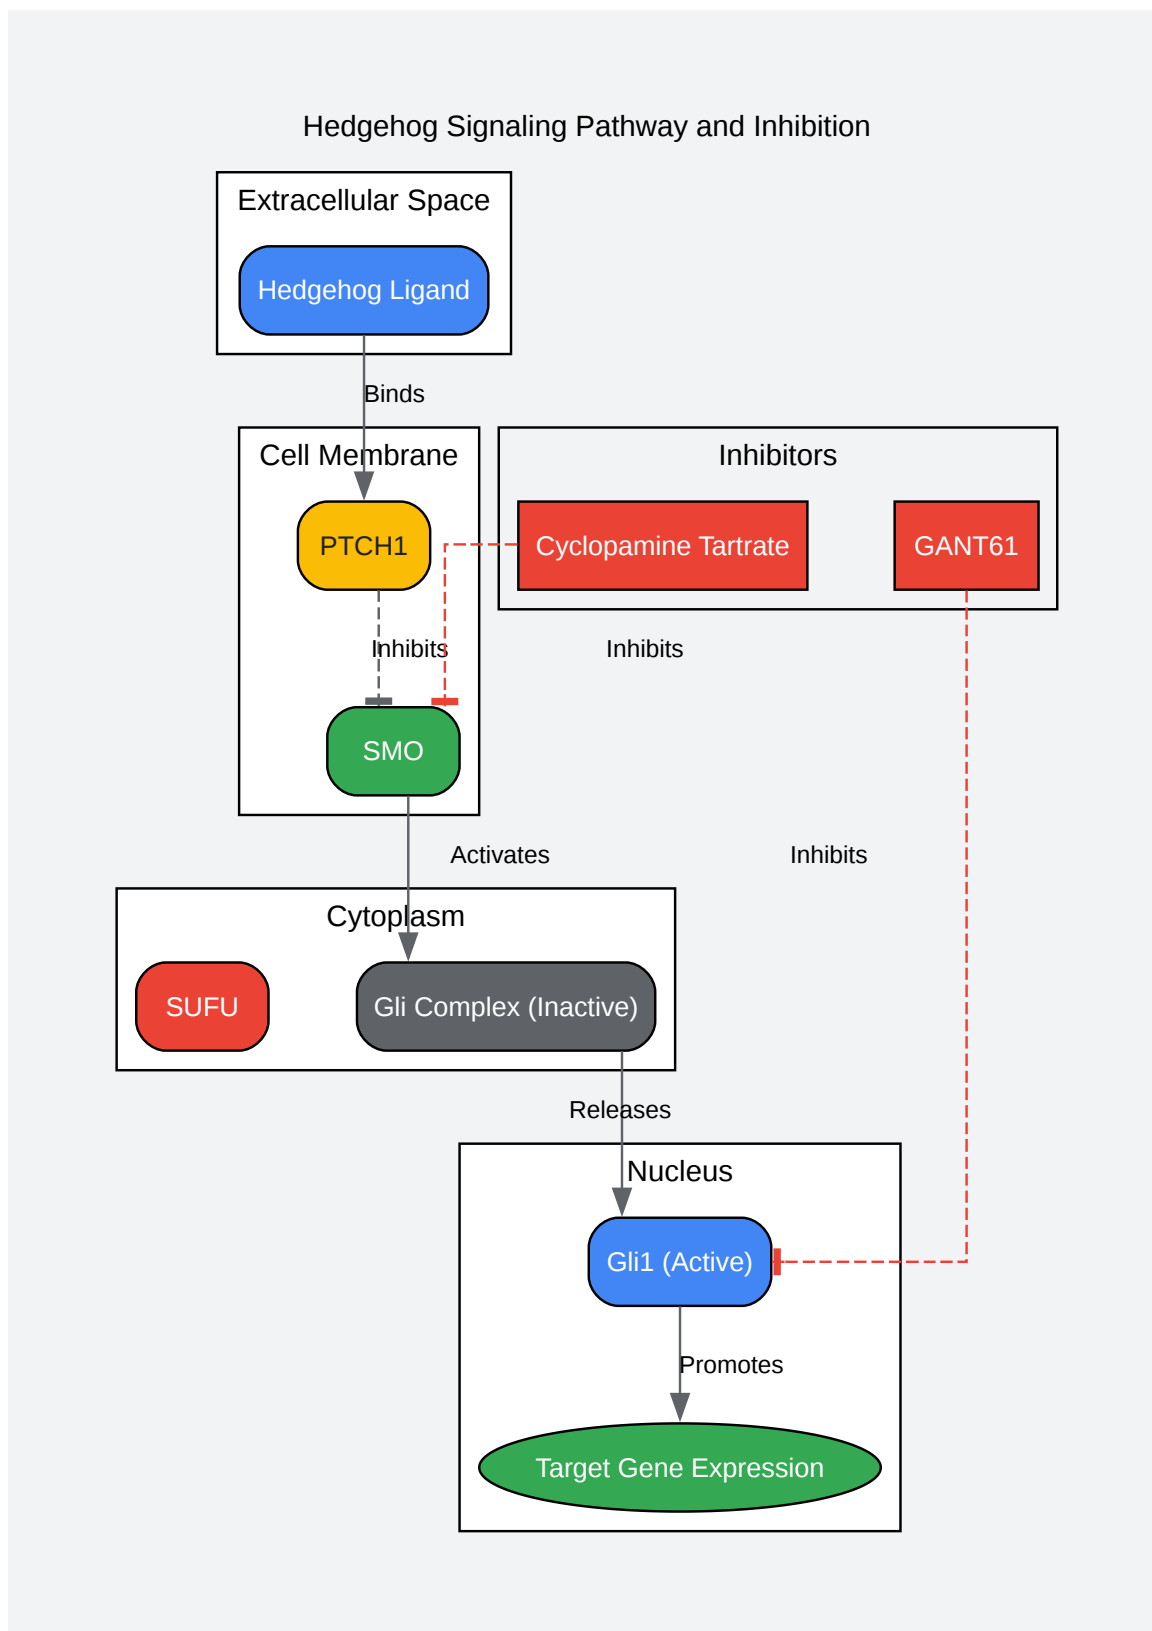 Hedgehog Signaling Pathway and Inhibition
Extracellular Space
Hedgehog Ligand
Binds
Cell Membrane
Inhibitors
PTCH1
Cyclopamine Tartrate
GANT61
Inhibits
Inhibits
SMO
Activates
Inhibits
Cytoplasm
SUFU
Gli Complex (Inactive)
Releases
Nucleus
Gli1 (Active)
Promotes
Target Gene Expression